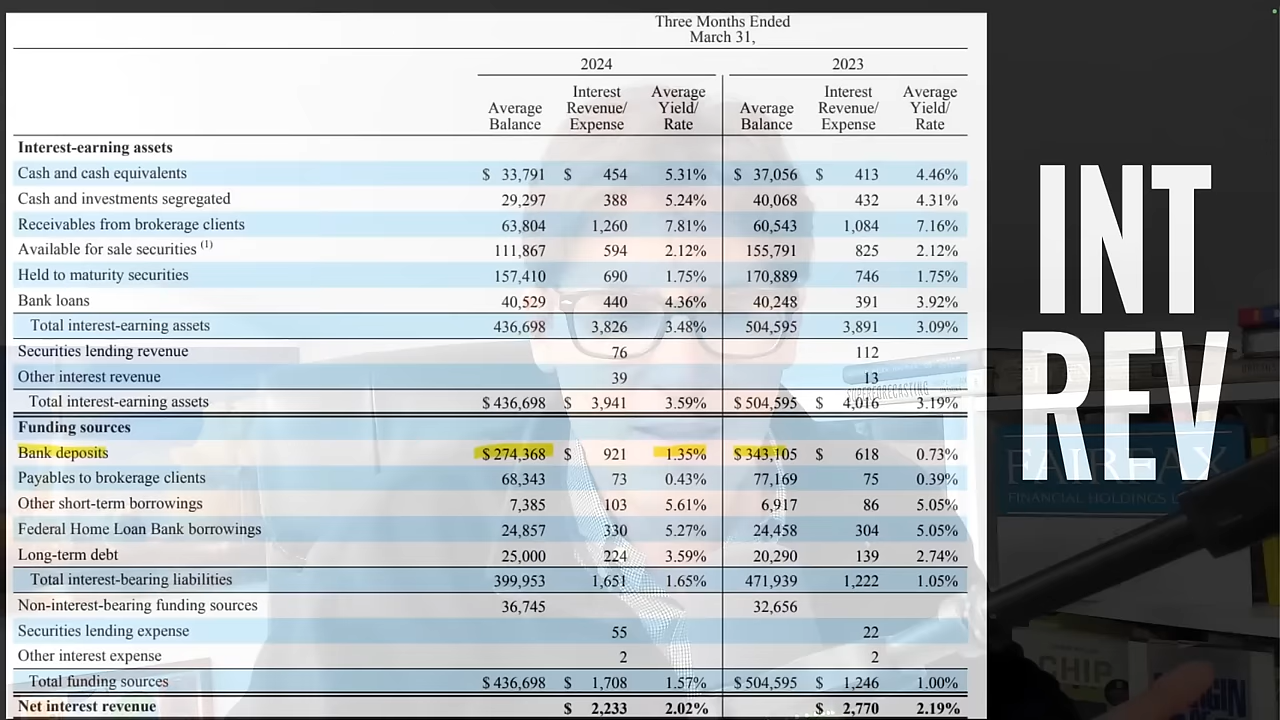 Three Months Ended
March 31,
2024 2023
Average Balance Interest Revenue/ Expense Average Yield/ Rate Average Balance Interest Revenue/ Expense Average Yield/ Rate
Interest-earning assets
Cash and cash equivalents $ 33,791 $ 454 5.31% $ 37,056 $ 413 4.46%
Cash and investments segregated 29,297 388 5.24% 40,068 432 4.31%
Receivables from brokerage clients 63,804 1,260 7.81% 60,543 1,084 7.16%
Available for sale securities (1) 111,867 594 2.12% 155,791 825 2.12%
Held to maturity securities 157,410 690 1.75% 170,889 746 1.75%
Bank loans 40,529 440 4.36% 40,248 391 3.92%
Total interest-earning assets 436,698 3,826 3.48% 504,595 3,891 3.09%
Securities lending revenue 76 112
Other interest revenue 39 13
Total interest-earning assets $ 436,698 $ 3,941 3.59% $ 504,595 $ 4,016 3.19%
Funding sources
Bank deposits $ 274,368 $ 921 1.35% $ 343,105 $ 618 0.73%
Payables to brokerage clients 68,343 73 0.43% 77,169 75 0.39%
Other short-term borrowings 7,385 103 5.61% 6,917 86 5.05%
Federal Home Loan Bank borrowings 24,857 330 5.27% 24,458 304 5.05%
Long-term debt 25,000 224 3.59% 20,290 139 2.74%
Total interest-bearing liabilities 399,953 1,651 1.65% 471,939 1,222 1.05%
Non-interest-bearing funding sources 36,745 32,656
Securities lending expense 55 22
Other interest expense 2 2
Total funding sources $ 436,698 $ 1,708 1.57% $ 504,595 $ 1,246 1.00%
Net interest revenue $ 2,233 2.02% $ 2,770 2.19%
INT
REV
SUPERFORECASTING
FAIRFAX
FINANCIAL HOLDINGS
CHIP